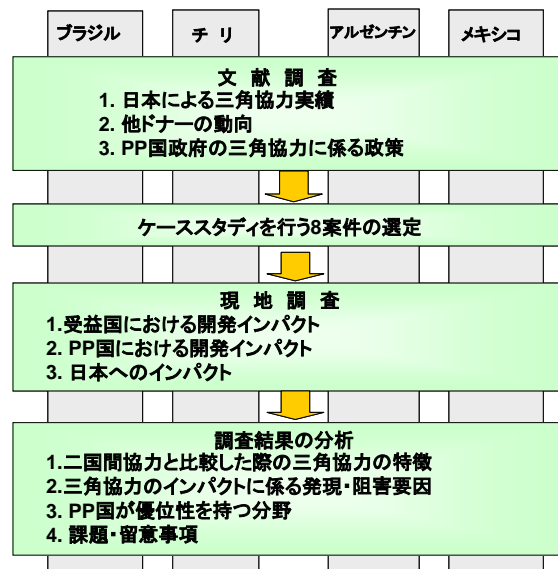 ブラジル
チ リ
アルゼンチン
メキシコ
文 献 調 査
1. 日本による三角協力実績
2. 他ドナーの動向
3. PP国政府の三角協力に係る政策
ケーススタディを行う8案件の選定
現 地 調 査
1.受益国における開発インパクト
2. PP国における開発インパクト
3. 日本へのインパクト
調査結果の分析
1.二国間協力と比較した際の三角協力の特徴
2.三角協力のインパクトに係る発現・阻害要因
3. PP国が優位性を持つ分野
4. 課題・留意事項